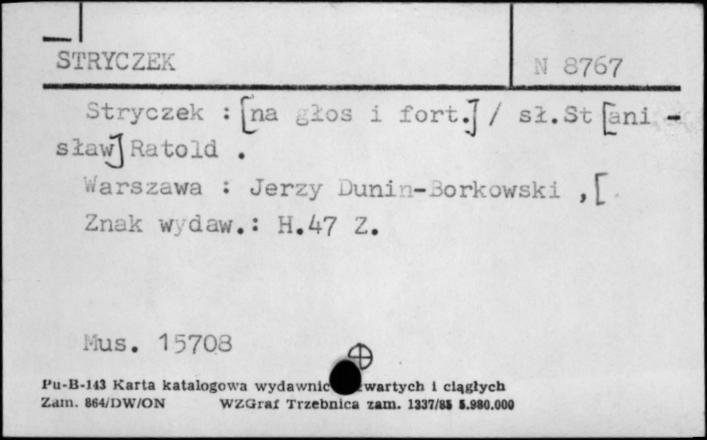 STRYCZEK
N 8767
Stryczek : [na głos i fort.] / sł.St[ani -
sław] Ratold .
Warszawa : Jerzy Dunin-Borkowski ,[
Znak wydaw.: H.47 Z.
Mus. 15708
Pu-B-143 Karta katalogowa wydawnic wartych i ciągłych
Zam. 864/DW/ON WZGraf Trzebnica zam. 1337/85 5.980.000